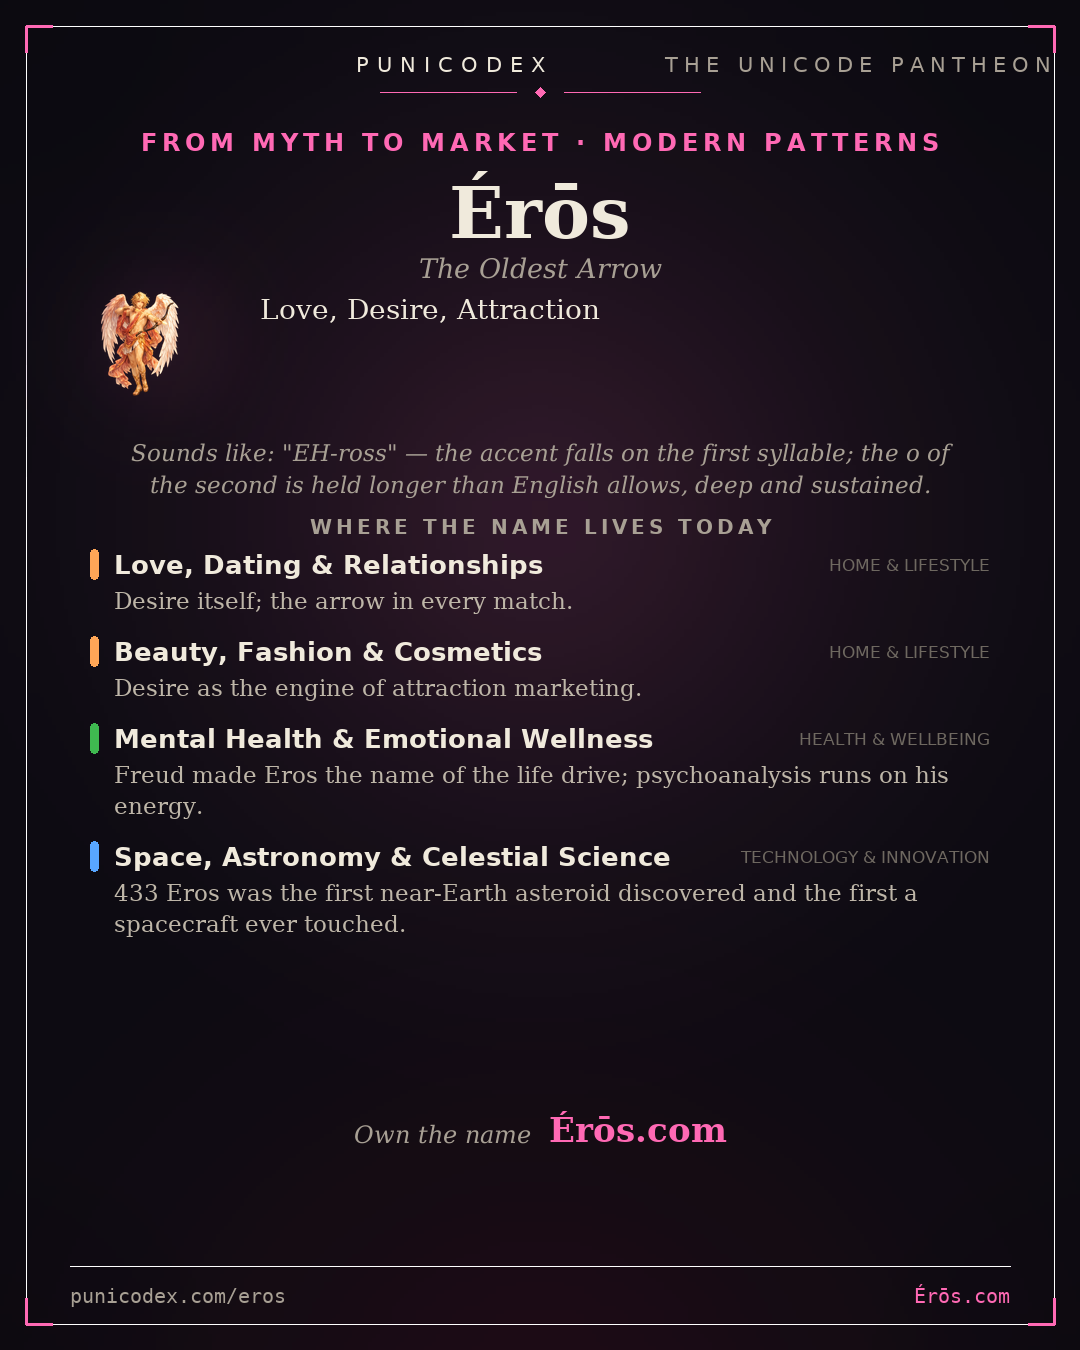 PUNICODEX THE UNICODE PANTHEON
FROM MYTH TO MARKET · MODERN PATTERNS
Érōs
The Oldest Arrow
Love, Desire, Attraction
Sounds like: "EH-ross" — the accent falls on the first syllable; the o of
the second is held longer than English allows, deep and sustained.
WHERE THE NAME LIVES TODAY
Love, Dating & Relationships HOME & LIFESTYLE
Desire itself; the arrow in every match.
Beauty, Fashion & Cosmetics HOME & LIFESTYLE
Desire as the engine of attraction marketing.
Mental Health & Emotional Wellness HEALTH & WELLBEING
Freud made Eros the name of the life drive; psychoanalysis runs on his
energy.
Space, Astronomy & Celestial Science TECHNOLOGY & INNOVATION
433 Eros was the first near-Earth asteroid discovered and the first a
spacecraft ever touched.
Own the name Érōs.com
punicodex.com/eros Érōs.com